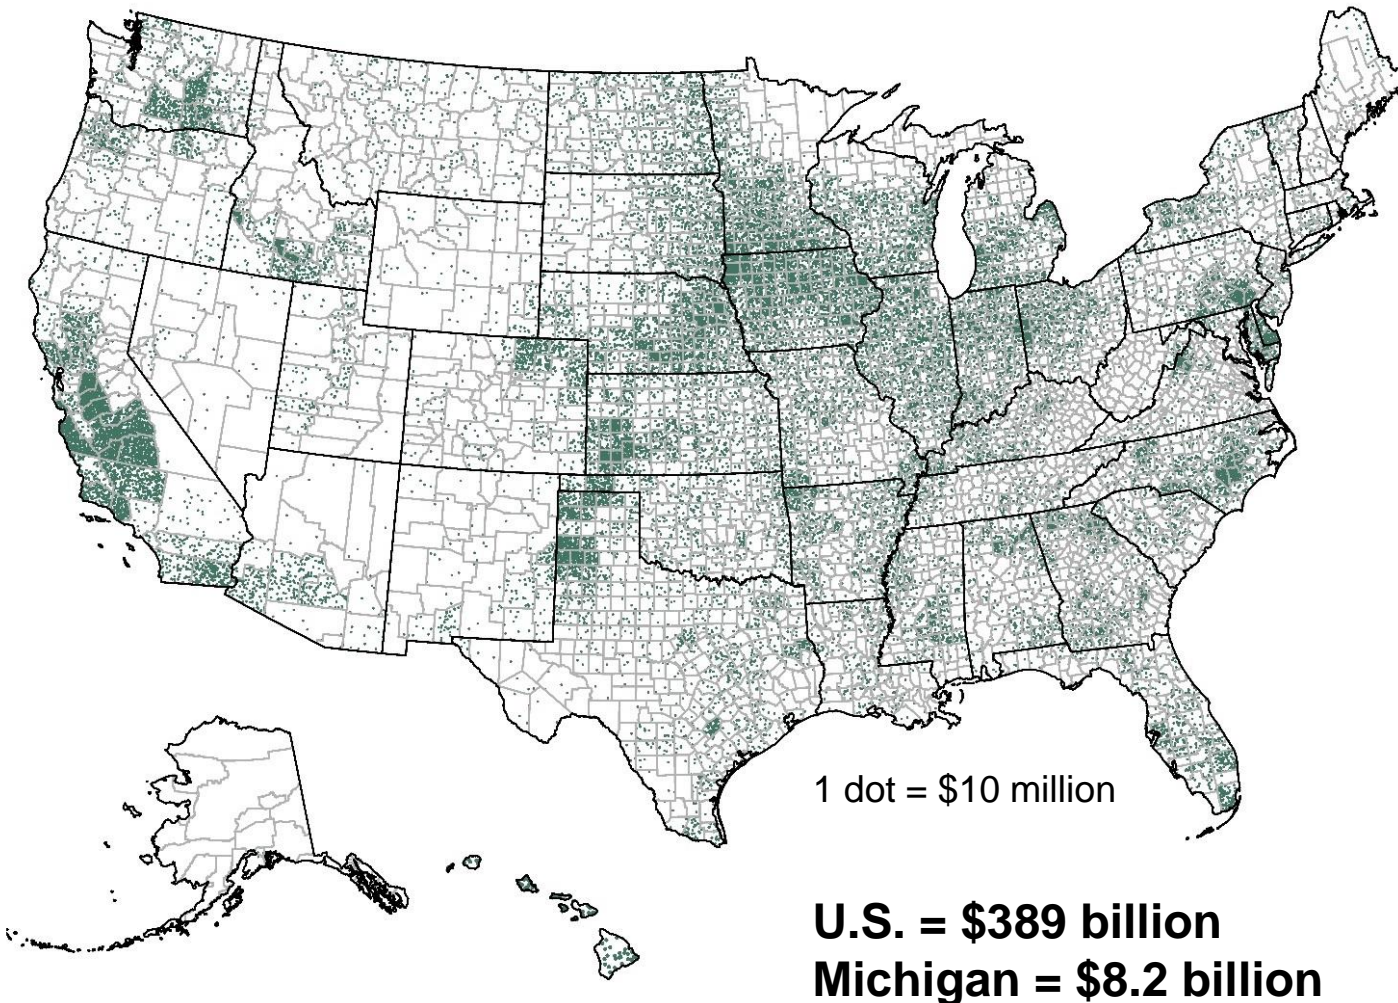 1 dot = $10 million
U.S. = $389 billion
Michigan = $8.2 billion